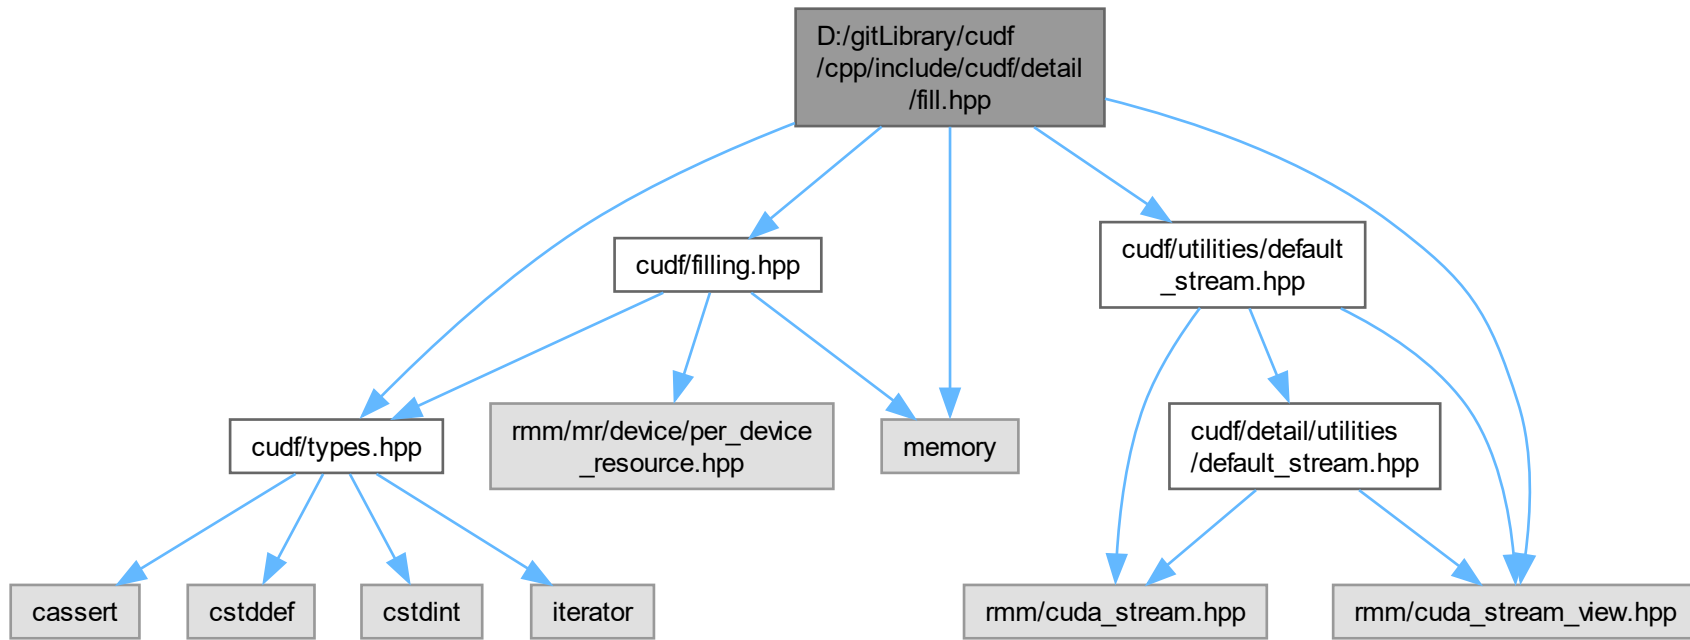 D:/gitLibrary/cudf
/cpp/include/cudf/detail
/fill.hpp
cudf/filling.hpp
cudf/utilities/default
_stream.hpp
cudf/types.hpp
rmm/mr/device/per_device
_resource.hpp
memory
cudf/detail/utilities
/default_stream.hpp
cassert
cstddef
cstdint
iterator
rmm/cuda_stream.hpp
rmm/cuda_stream_view.hpp